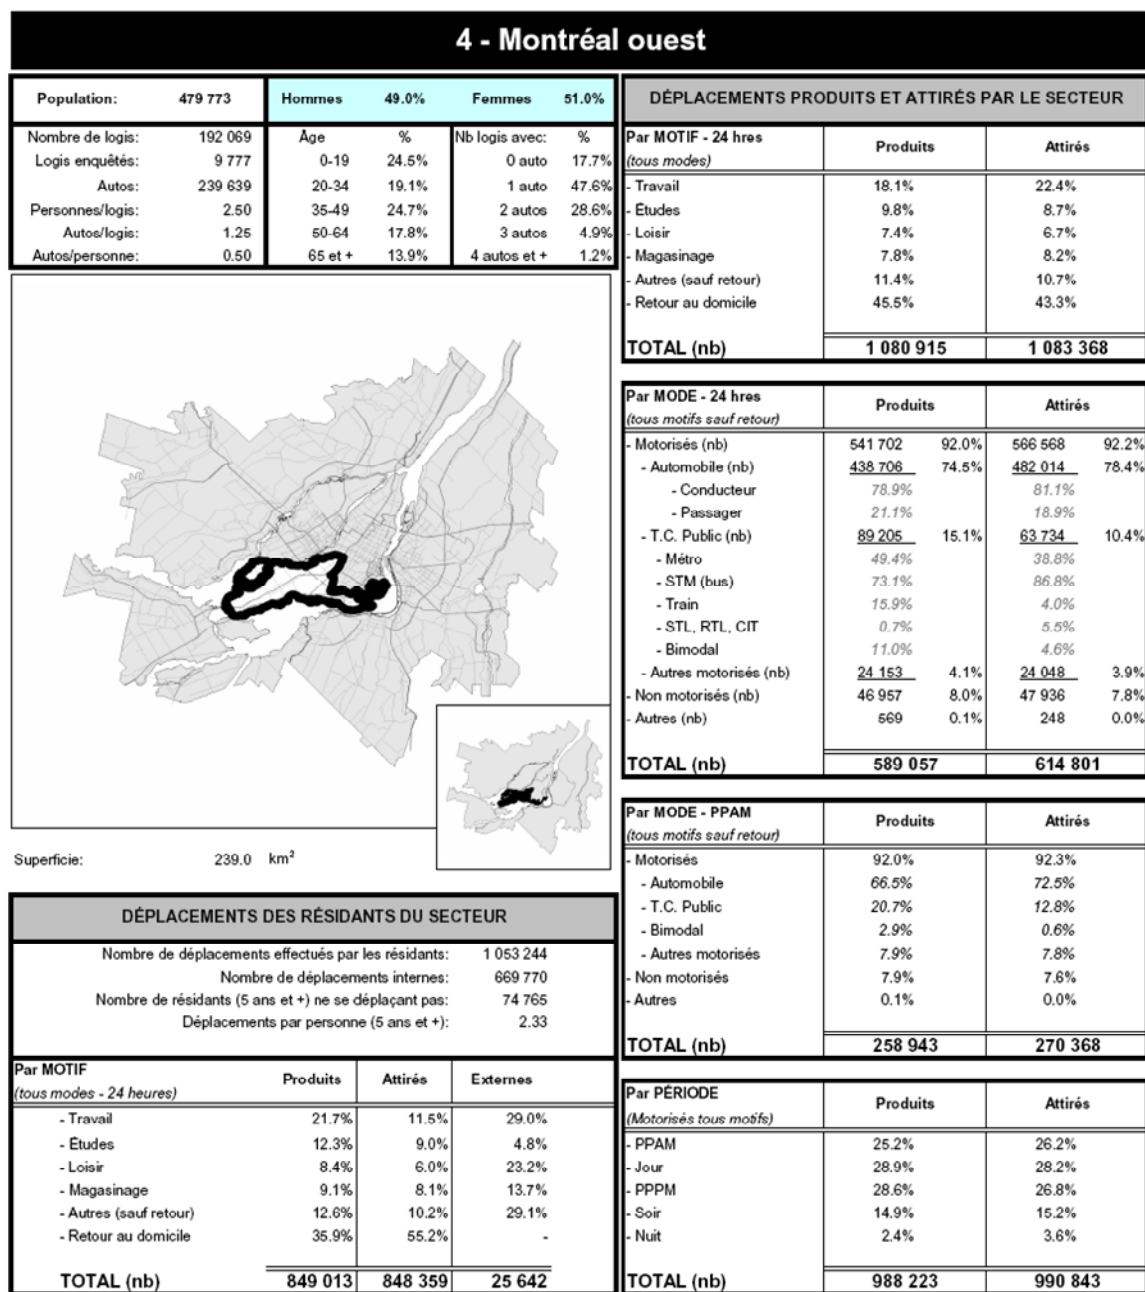 4 - Montréal ouest
Population: 479 773 Hommes 49.0% Femmes 51.0%
Nombre de logis: 192 069 Âge % Nb logis avec: %
Logis enquêtés: 9 777 0-19 24.5% 0 auto 17.7%
Autos: 239 639 20-34 19.1% 1 auto 47.6%
Personnes/logis: 2.50 35-49 24.7% 2 autos 28.6%
Autos/logis: 1.25 50-64 17.8% 3 autos 4.9%
Autos/personne: 0.50 65 et + 13.9% 4 autos et + 1.2%
Superficie: 239.0 km²
DÉPLACEMENTS DES RÉSIDANTS DU SECTEUR
Nombre de déplacements effectués par les résidants: 1 053 244
Nombre de déplacements internes: 669 770
Nombre de résidants (5 ans et +) ne se déplaçant pas: 74 765
Déplacements par personne (5 ans et +): 2.33
Par MOTIF Produits Attirés Externes
(tous modes - 24 heures)
- Travail 21.7% 11.5% 29.0%
- Études 12.3% 9.0% 4.8%
- Loisir 8.4% 6.0% 23.2%
- Magasinage 9.1% 8.1% 13.7%
- Autres (sauf retour) 12.6% 10.2% 29.1%
- Retour au domicile 35.9% 55.2% -
TOTAL (nb) 849 013 848 359 25 642
DÉPLACEMENTS PRODUITS ET ATTIRÉS PAR LE SECTEUR
Par MOTIF - 24 hres Produits Attirés
(tous modes)
- Travail 18.1% 22.4%
- Études 9.8% 8.7%
- Loisir 7.4% 6.7%
- Magasinage 7.8% 8.2%
- Autres (sauf retour) 11.4% 10.7%
- Retour au domicile 45.5% 43.3%
TOTAL (nb) 1 080 915 1 083 368
Par MODE - 24 hres Produits Attirés
(tous motifs sauf retour)
- Motorisés (nb) 541 702 92.0% 566 568 92.2%
- Automobile (nb) 438 706 74.5% 482 014 78.4%
- Conducteur 78.9% 81.1%
- Passager 21.1% 18.9%
- T.C. Public (nb) 89 205 15.1% 63 734 10.4%
- Métro 49.4% 38.8%
- STM (bus) 73.1% 86.8%
- Train 15.9% 4.0%
- STL, RTL, CIT 0.7% 5.5%
- Bimodal 11.0% 4.6%
- Autres motorisés (nb) 24 153 4.1% 24 048 3.9%
- Non motorisés (nb) 46 957 8.0% 47 936 7.8%
- Autres (nb) 569 0.1% 248 0.0%
TOTAL (nb) 589 057 614 801
Par MODE - PPAM Produits Attirés
(tous motifs sauf retour)
- Motorisés 92.0% 92.3%
- Automobile 66.5% 72.5%
- T.C. Public 20.7% 12.8%
- Bimodal 2.9% 0.6%
- Autres motorisés 7.9% 7.8%
- Non motorisés 7.9% 7.6%
- Autres 0.1% 0.0%
TOTAL (nb) 258 943 270 368
Par PÉRIODE Produits Attirés
(Motorisés tous motifs)
- PPAM 25.2% 26.2%
- Jour 28.9% 28.2%
- PPPM 28.6% 26.8%
- Soir 14.9% 15.2%
- Nuit 2.4% 3.6%
TOTAL (nb) 988 223 990 843